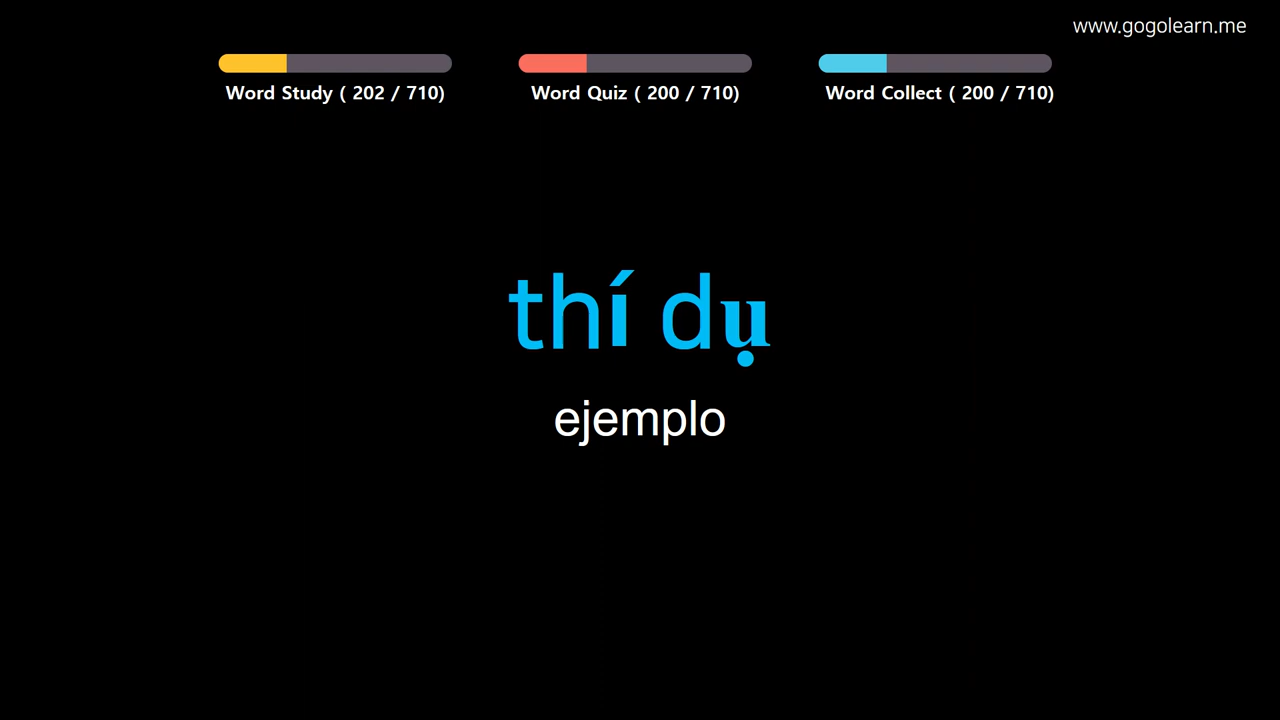 www.gogolearn.me
Word Study ( 202 / 710)
Word Quiz ( 200 / 710)
Word Collect ( 200 / 710)
thí dụ
ejemplo